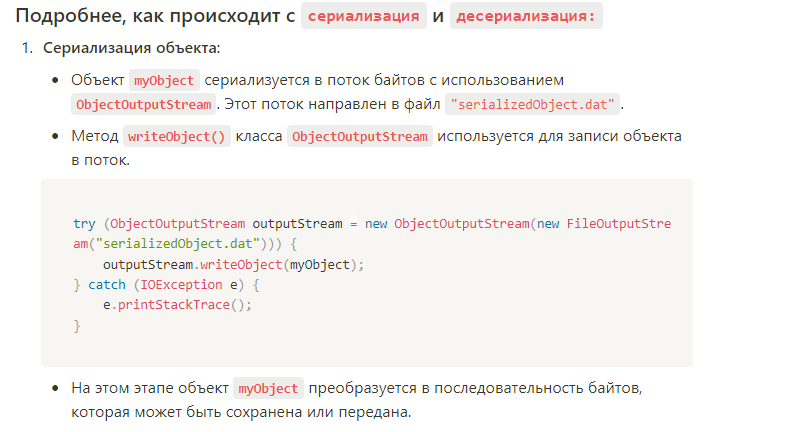 Подробнее, как происходит с сериализация и десериализация:
1. Сериализация объекта:
• Объект myObject сериализуется в поток байтов с использованием
ObjectOutputStream. Этот поток направлен в файл "serializedObject.dat".
• Метод writeObject() класса ObjectOutputStream используется для записи объекта
в поток.
try (ObjectOutputStream outputStream = new ObjectOutputStream(new FileOutputStre
am("serializedObject.dat"))) {
    outputStream.writeObject(myObject);
} catch (IOException e) {
    e.printStackTrace();
}
• На этом этапе объект myObject преобразуется в последовательность байтов,
которая может быть сохранена или передана.